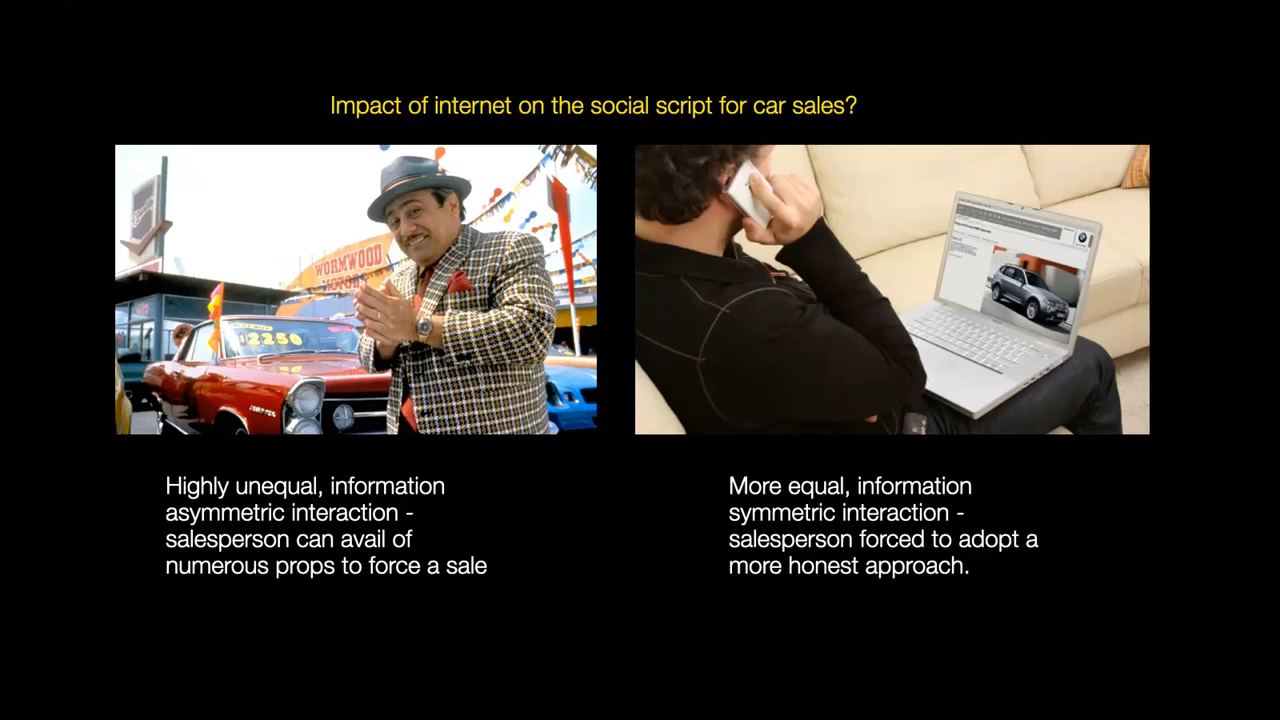 Impact of internet on the social script for car sales?
WORMWOOD
MOTORS
2250
Highly unequal, information
asymmetric interaction -
salesperson can avail of
numerous props to force a sale
More equal, information
symmetric interaction -
salesperson forced to adopt a
more honest approach.